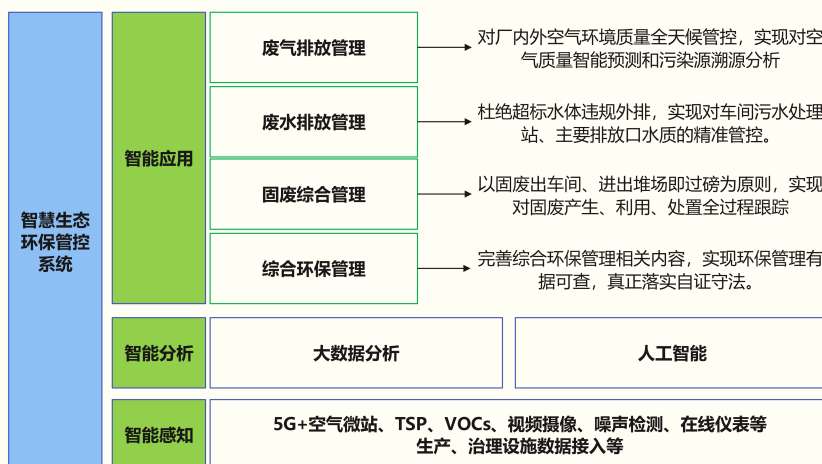 智慧生态
环保管控
系统
智能应用
废气排放管理
对厂内外空气环境质量全天候管控，实现对空
气质量智能预测和污染源溯源分析
废水排放管理
杜绝超标水体违规外排，实现对车间污水处理
站、主要排放口水质的精准管控。
固废综合管理
以固废出车间、进出堆场即过磅为原则，实现
对固废产生、利用、处置全过程跟踪
综合环保管理
完善综合环保管理相关内容，实现环保管理有
据可查，真正落实自证守法。
智能分析
大数据分析
人工智能
智能感知
5G+空气微站、TSP、VOCs、视频摄像、噪声检测、在线仪表等
生产、治理设施数据接入等